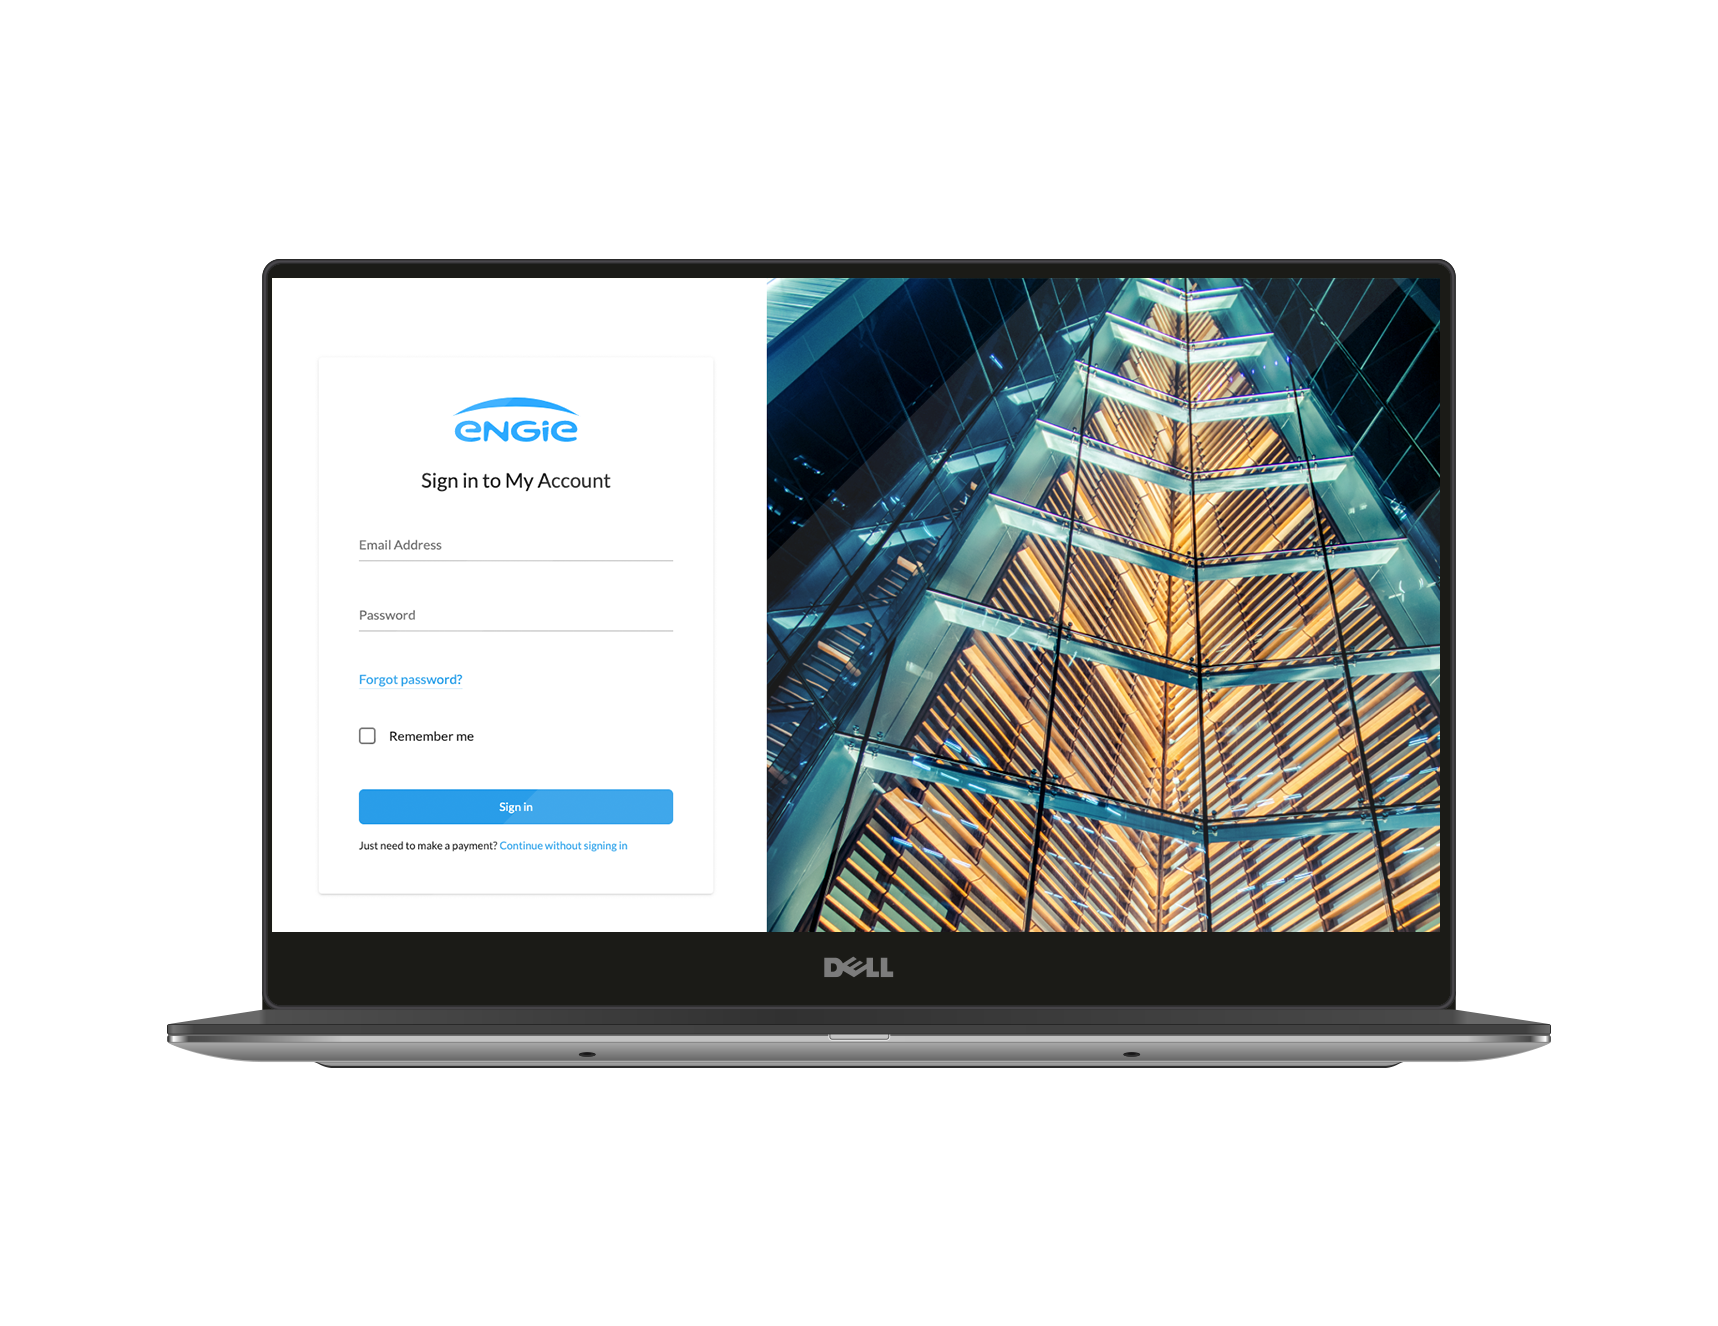 ENGIE
Sign in to My Account
Email Address
Password
Forgot password?
Remember me
Sign in
Just need to make a payment? Continue without signing in
DELL